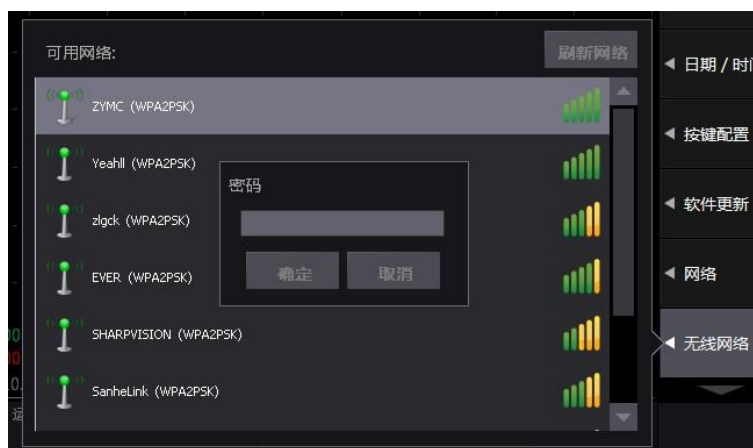 可用网络:
刷新网络
ZYMC (WPA2PSK)
Yeahll (WPA2PSK)
zlgck (WPA2PSK)
EVER (WPA2PSK)
SHARPVISION (WPA2PSK)
SanheLink (WPA2PSK)
密码
确定 取消
日期 / 时
按键配置
软件更新
网络
无线网络